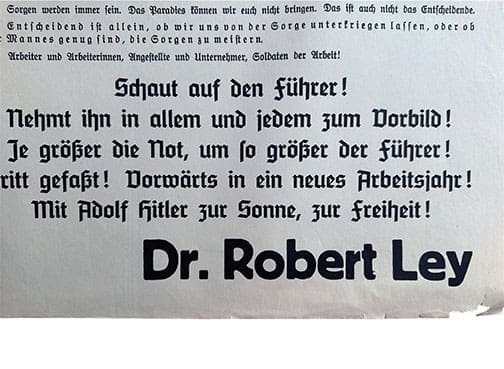 Sorgen werden immer sein. Das Paradies können wir euch nicht bringen. Das ist auch nicht das Entscheidende.
Entscheidend ist allein, ob wir uns von der Sorge unterkriegen lassen, oder ob
r Mannes genug sind, die Sorgen zu meistern.
Arbeiter und Arbeiterinnen, Angestellte und Unternehmer, Soldaten der Arbeit!
Schaut auf den Führer!
Nehmt ihn in allem und jedem zum Vorbild!
Je größer die Not, um so größer der Führer!
ritt gefaßt! Vorwärts in ein neues Arbeitsjahr!
Mit Adolf Hitler zur Sonne, zur Freiheit!
Dr. Robert Ley